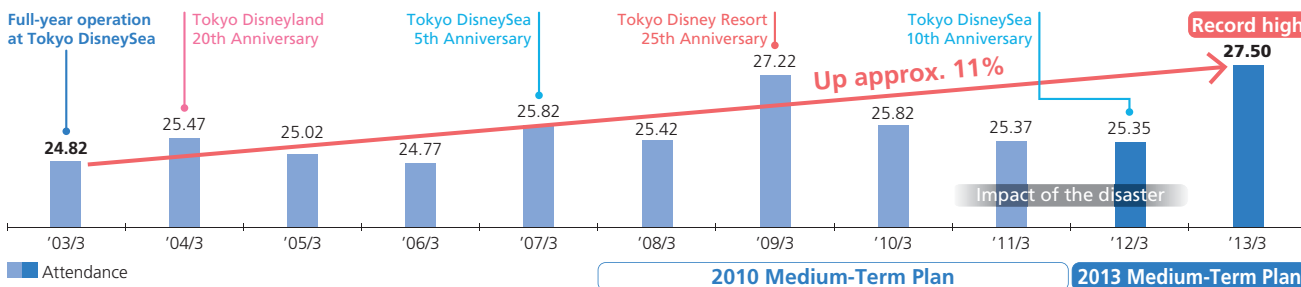 Full-year operation
at Tokyo DisneySea
Tokyo Disneyland
20th Anniversary
Tokyo DisneySea
5th Anniversary
Tokyo Disney Resort
25th Anniversary
Tokyo DisneySea
10th Anniversary
Record high
Up approx. 11%
24.82
25.47
25.02
24.77
25.82
25.42
27.22
25.82
25.37
25.35
27.50
Impact of the disaster
’03/3
’04/3
’05/3
’06/3
’07/3
’08/3
’09/3
’10/3
’11/3
’12/3
’13/3
Attendance
2010 Medium-Term Plan
2013 Medium-Term Plan